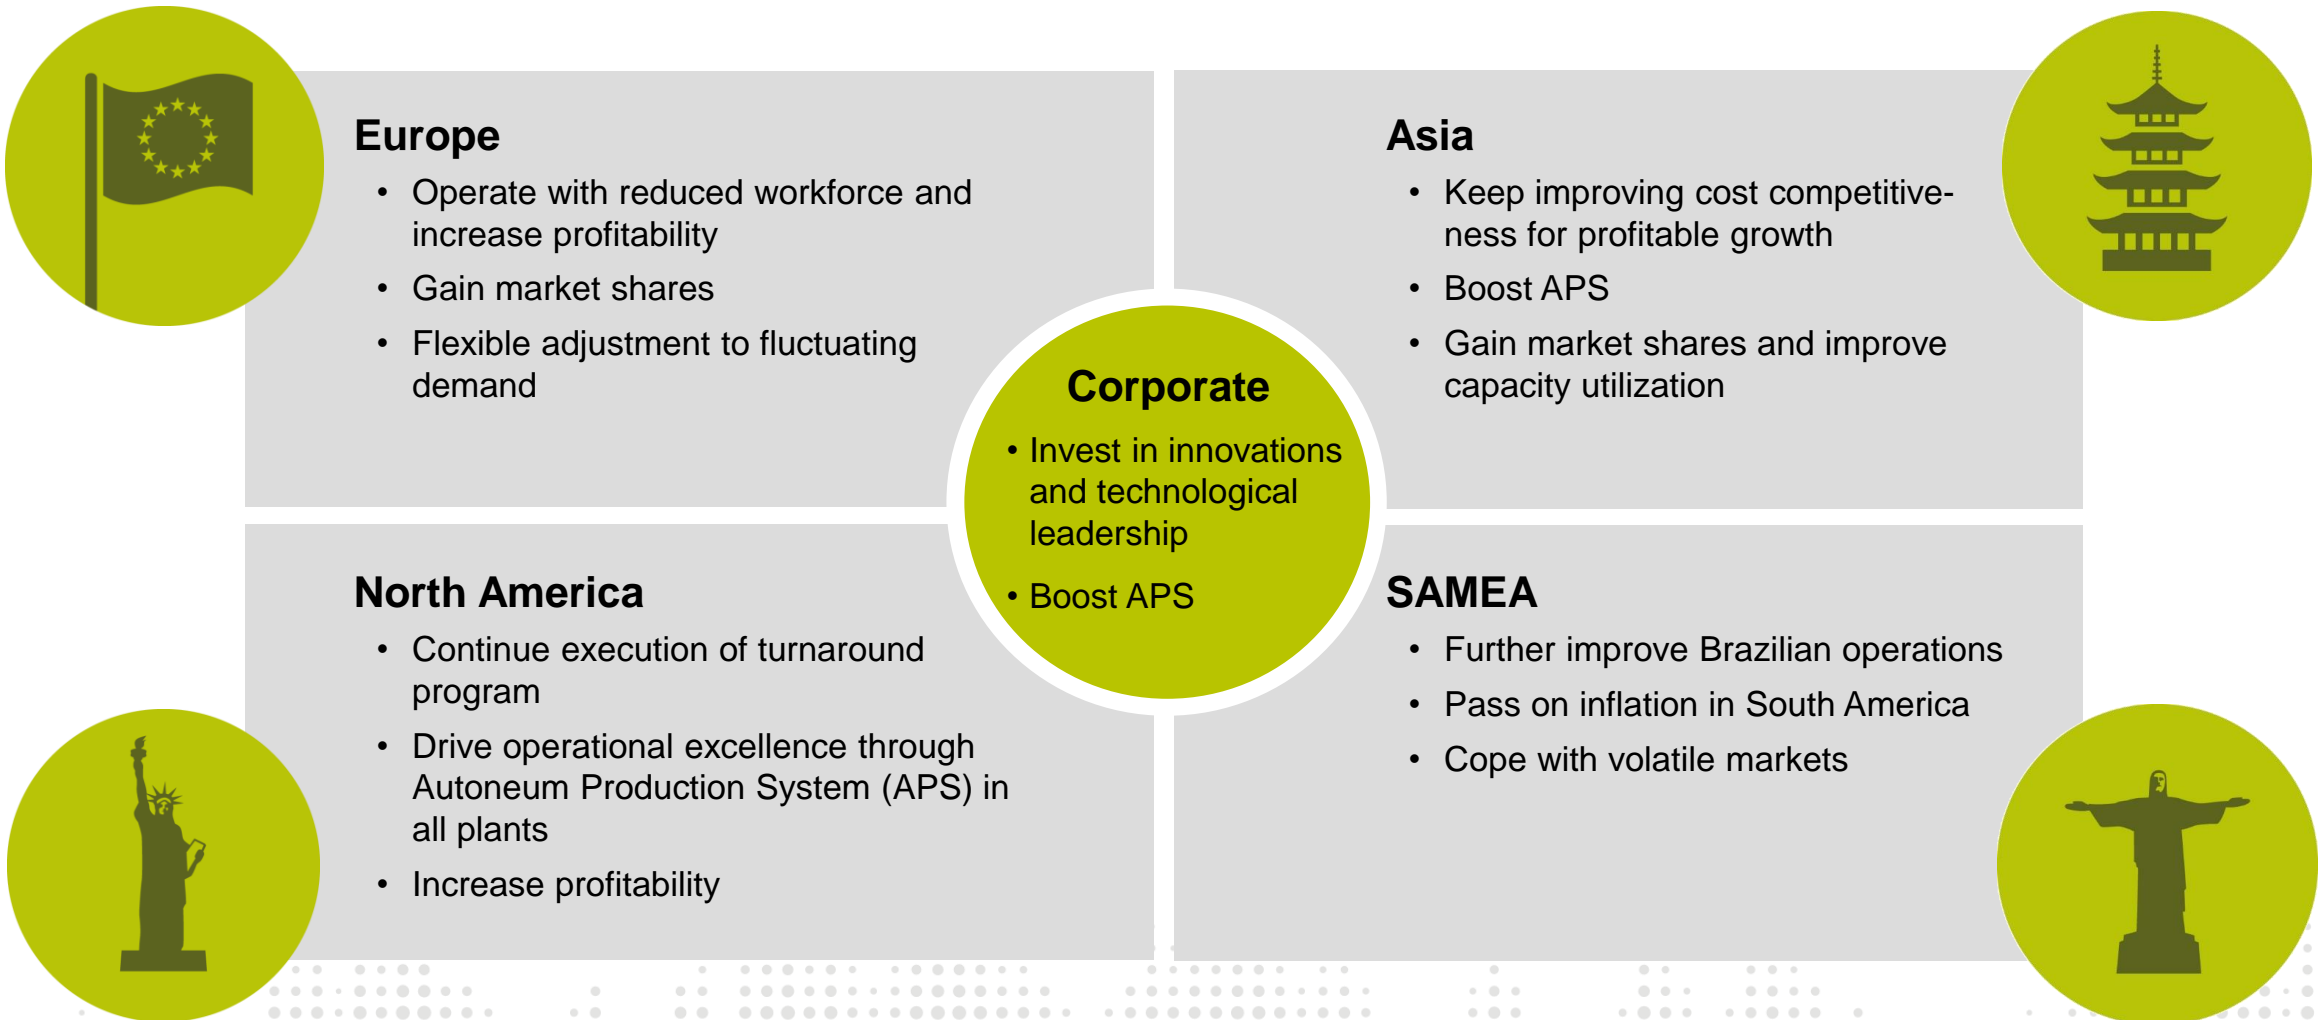 Europe
• Operate with reduced workforce and
increase profitability
• Gain market shares
• Flexible adjustment to fluctuating
demand
Asia
• Keep improving cost competitive-
ness for profitable growth
• Boost APS
• Gain market shares and improve
capacity utilization
Corporate
• Invest in innovations
and technological
leadership
• Boost APS
North America
• Continue execution of turnaround
program
• Drive operational excellence through
Autoneum Production System (APS) in
all plants
• Increase profitability
SAMEA
• Further improve Brazilian operations
• Pass on inflation in South America
• Cope with volatile markets